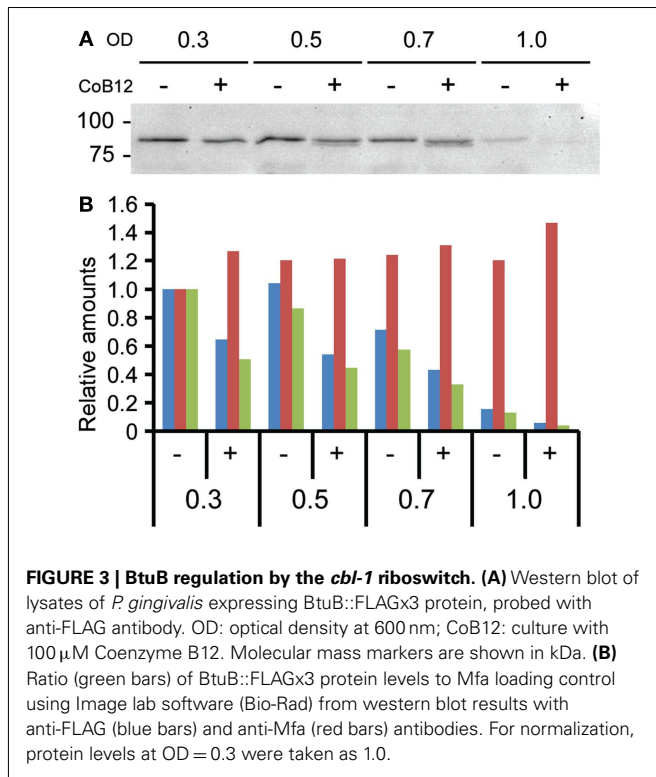 A OD 0.3 0.5 0.7 1.0
CoB12 - + - + - + - +
100 -
75 -
B
1.6
1.4
1.2
1.0
0.8
0.6
0.4
0.2
0
Relative amounts
- + - + - + - +
0.3 0.5 0.7 1.0
FIGURE 3 | BtuB regulation by the cbl-1 riboswitch. (A) Western blot of
lysates of P. gingivalis expressing BtuB::FLAGx3 protein, probed with
anti-FLAG antibody. OD: optical density at 600 nm; CoB12: culture with
100 μM Coenzyme B12. Molecular mass markers are shown in kDa. (B)
Ratio (green bars) of BtuB::FLAGx3 protein levels to Mfa loading control
using Image lab software (Bio-Rad) from western blot results with
anti-FLAG (blue bars) and anti-Mfa (red bars) antibodies. For normalization,
protein levels at OD = 0.3 were taken as 1.0.